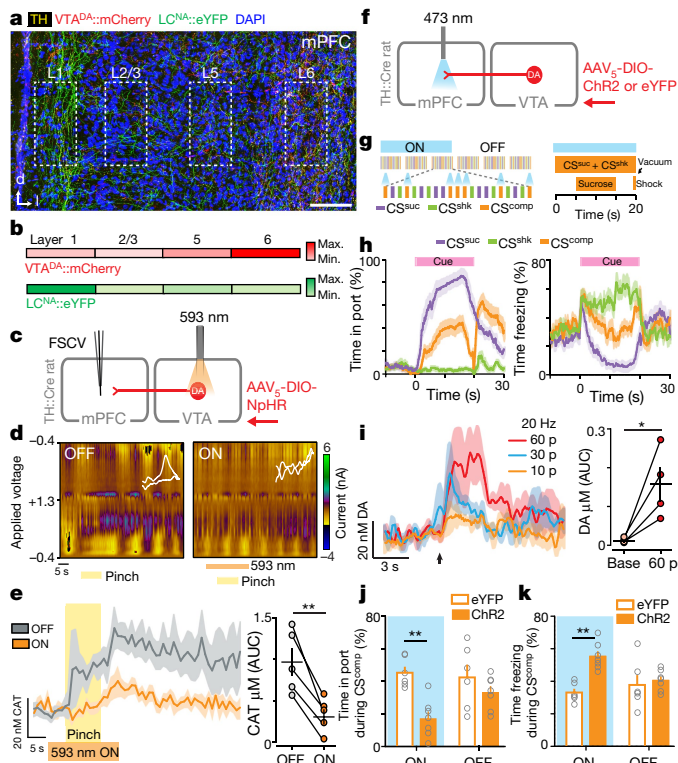 a
TH VTA^DA::mCherry LC^NA::eYFP DAPI
mPFC
L1 L2/3 L5 L6
d
l
b
Layer 1 2/3 5 6
Max.
Min.
VTA^DA::mCherry
Max.
Min.
LC^NA::eYFP
c
593 nm
FSCV
TH::Cre rat
DA
mPFC VTA
AAV5-DIO-
NpHR
d
Applied voltage
−0.4
+1.3
−0.4
OFF ON
6
Current (nA)
−4
5 s
593 nm
Pinch
Pinch
e
OFF
ON
20 nM CAT
5 s
Pinch
593 nm ON
CAT μM (AUC)
1.5
0
**
OFF ON
f
473 nm
TH::Cre rat
DA
mPFC VTA
AAV5-DIO-
ChR2 or eYFP
g
ON OFF
CS^suc CS^shk CS^comp
CS^suc + CS^shk
Vacuum
Sucrose
Shock
0 20
Time (s)
h
CS^suc CS^shk CS^comp
Cue
Time in port (%)
100
0
0 30
Time (s)
Cue
Time freezing (%)
80
0
0 30
Time (s)
i
20 Hz
60 p
30 p
10 p
20 nM DA
3 s
DA μM (AUC)
0.3
0
*
Base 60 p
j
Time in port
during CS^comp (%)
80
0
eYFP
ChR2
**
ON OFF
k
Time freezing
during CS^comp (%)
80
0
eYFP
ChR2
**
ON OFF